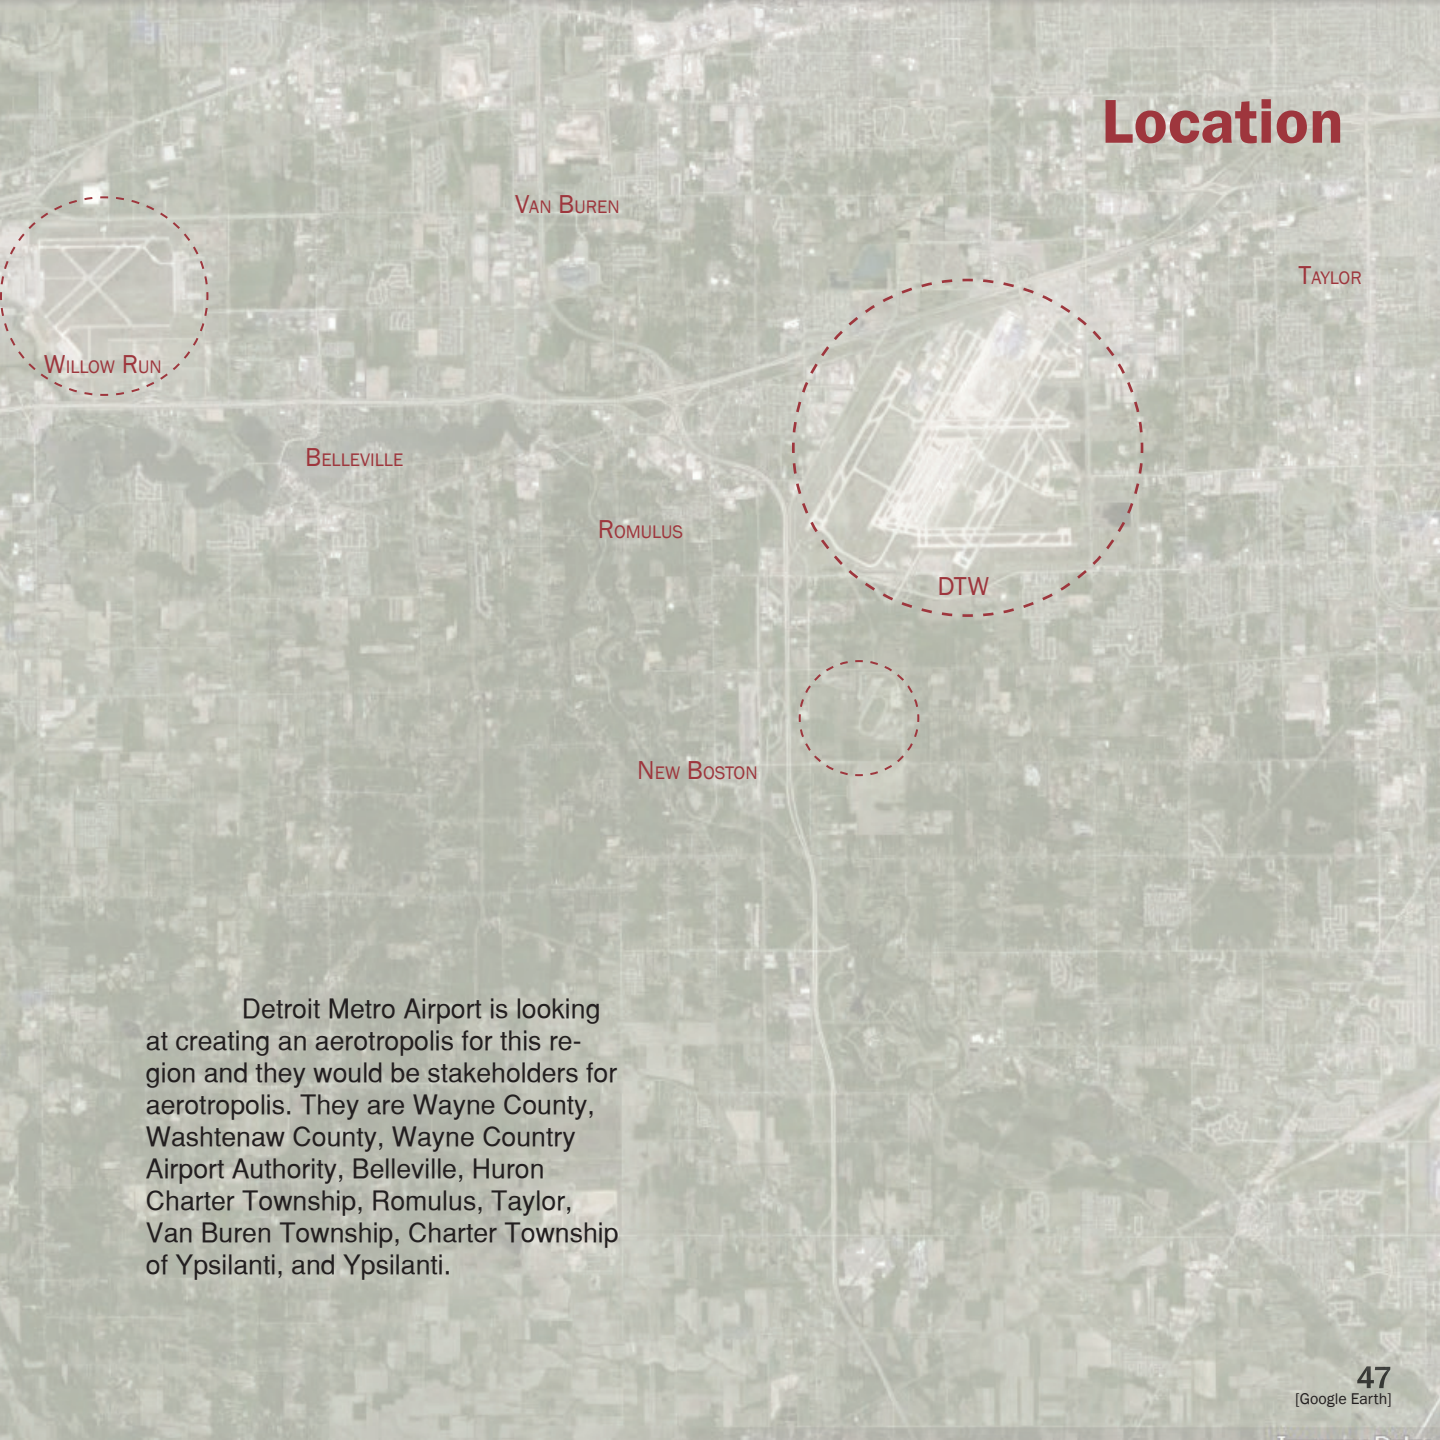 Location
Van Buren
Taylor
Willow Run
Belleville
Romulus
DTW
New Boston
Detroit Metro Airport is looking
at creating an aerotropolis for this re-
gion and they would be stakeholders for
aerotropolis. They are Wayne County,
Washtenaw County, Wayne Country
Airport Authority, Belleville, Huron
Charter Township, Romulus, Taylor,
Van Buren Township, Charter Township
of Ypsilanti, and Ypsilanti.
47
[Google Earth]